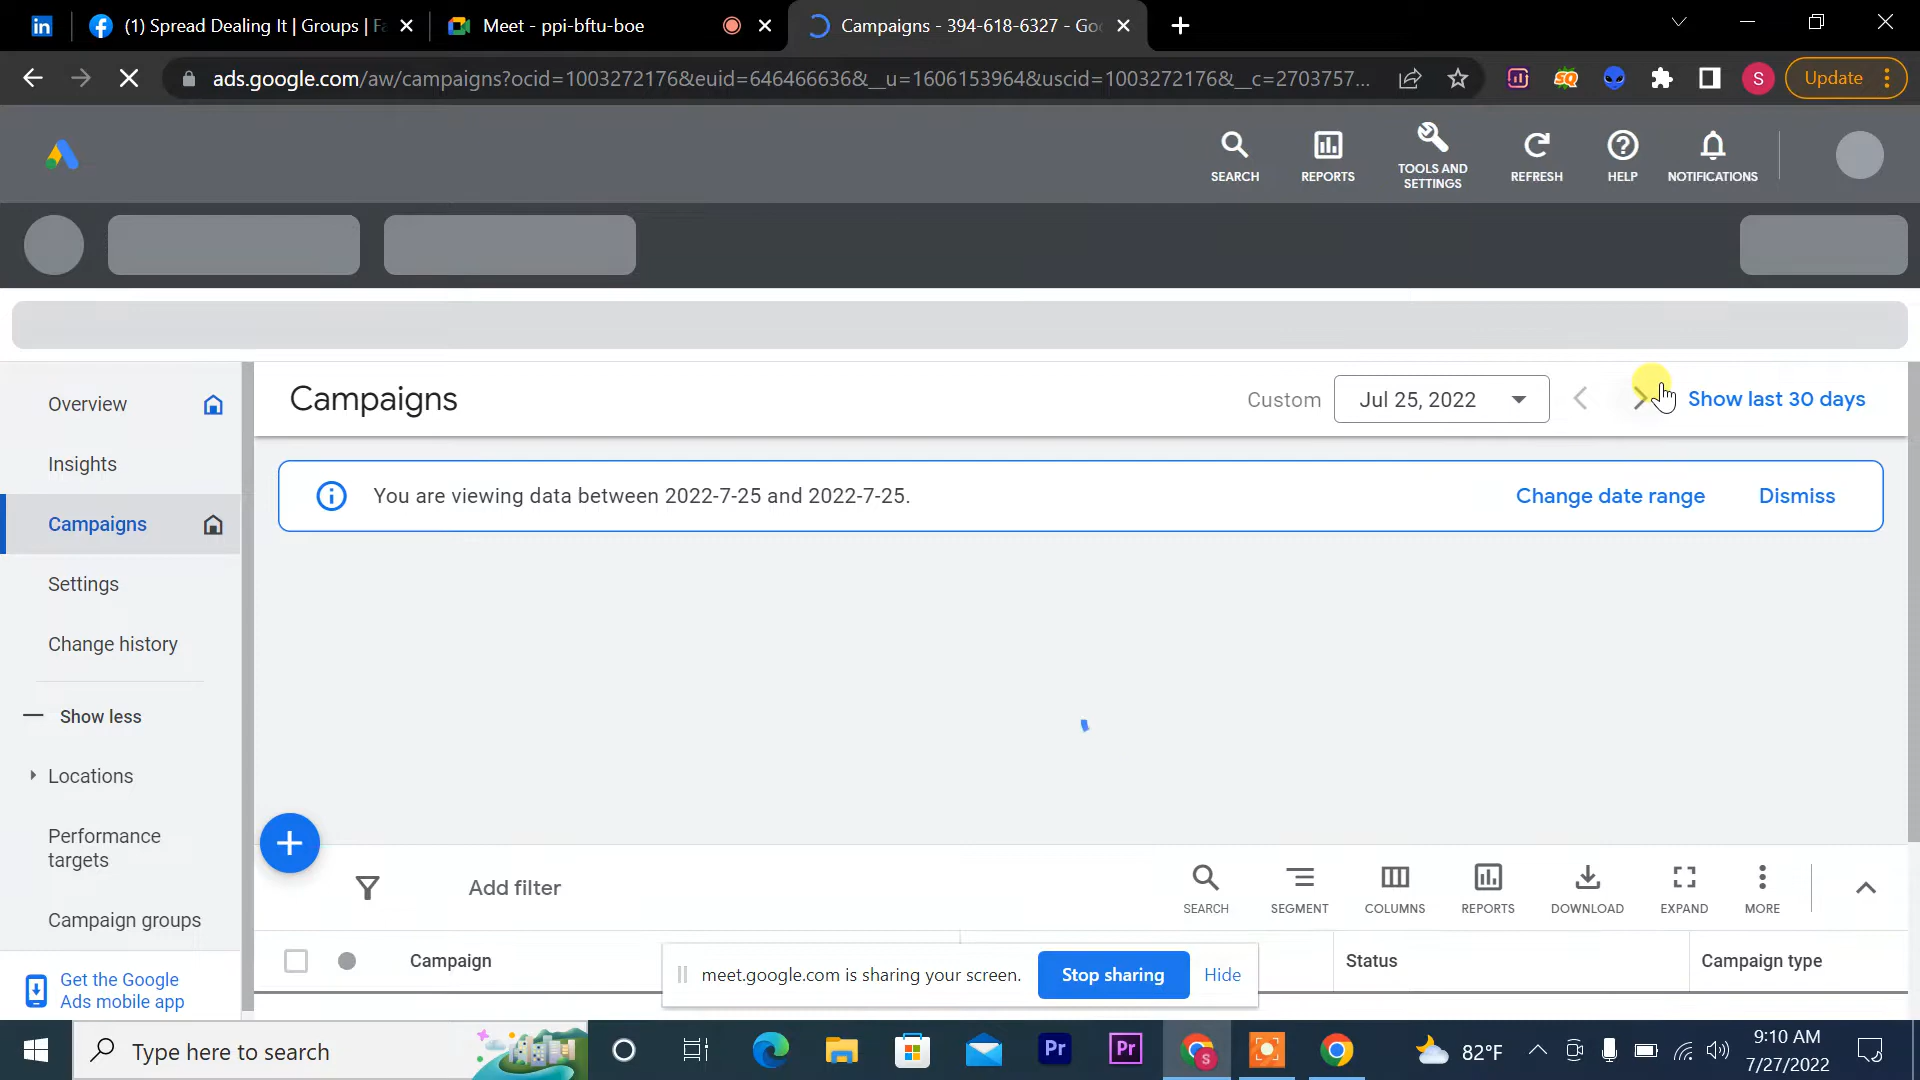 in
(1) Spread Dealing It | Groups | Fa
Meet - ppi-bftu-boe
Campaigns - 394-618-6327 - Goo
ads.google.com/aw/campaigns?ocid=1003272176&euid=646466636&__u=1606153964&uscid=1003272176&__c=2703757...
SQ
S
Update
SEARCH
REPORTS
TOOLS AND
SETTINGS
REFRESH
HELP
NOTIFICATIONS
Overview
Insights
Campaigns
Settings
Change history
Show less
Locations
Performance
targets
Campaign groups
Get the Google
Ads mobile app
Campaigns
Custom
Jul 25, 2022
Show last 30 days
You are viewing data between 2022-7-25 and 2022-7-25.
Change date range
Dismiss
Add filter
SEARCH
SEGMENT
COLUMNS
REPORTS
DOWNLOAD
EXPAND
MORE
Campaign
Status
Campaign type
meet.google.com is sharing your screen.
Stop sharing
Hide
Type here to search
Pr
Pr
S
82°F
9:10 AM
7/27/2022